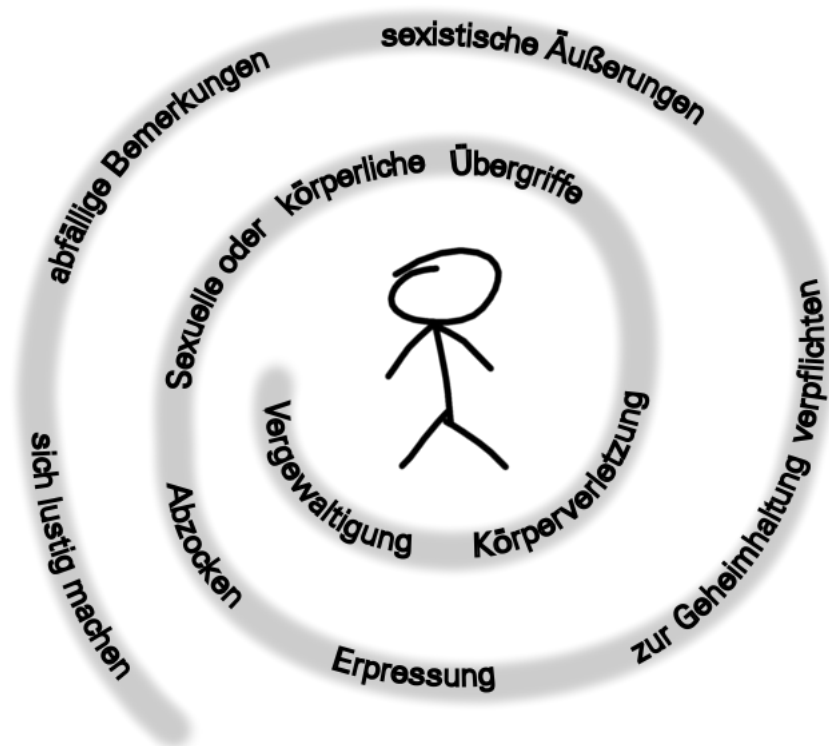 sich lustig machen
abfällige Bemerkungen
sexistische Äußerungen
zur Geheimhaltung verpflichten
Erpressung
Abzocken
Sexuelle oder körperliche Übergriffe
Körperverletzung
Vergewaltigung